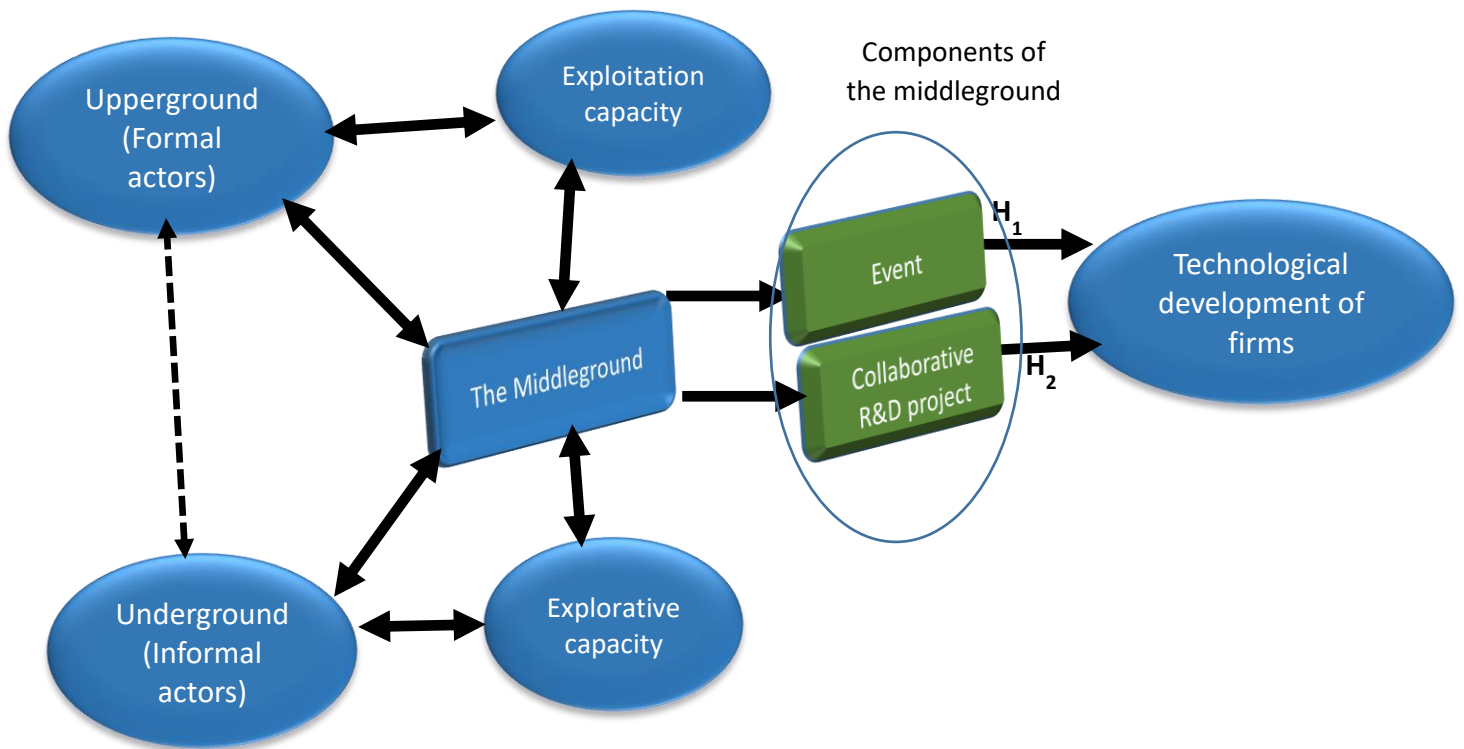 Upperground
(Formal
actors)
Exploitation
capacity
Components of
the middleground
Event
H1
Technological
development of
firms
The Middleground
Collaborative
R&D project
H2
Underground
(Informal
actors)
Explorative
capacity